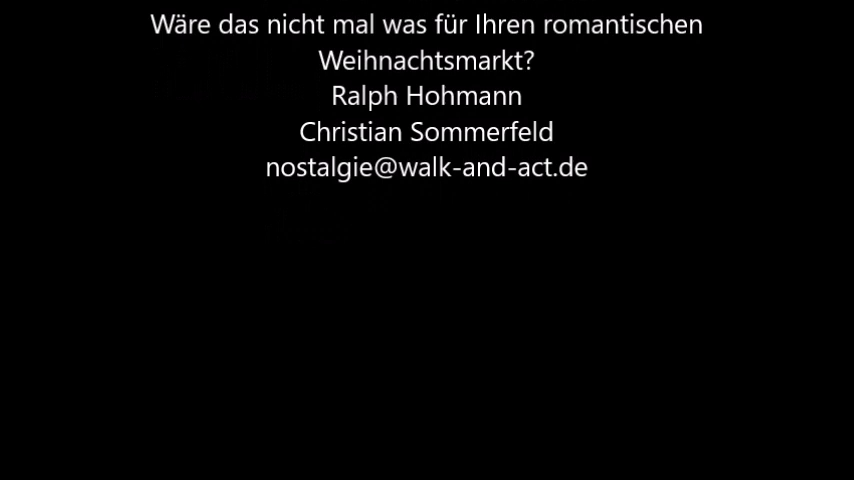 Wäre das nicht mal was für Ihren romantischen
Weihnachtsmarkt?
Ralph Hohmann
Christian Sommerfeld
nostalgie@walk-and-act.de